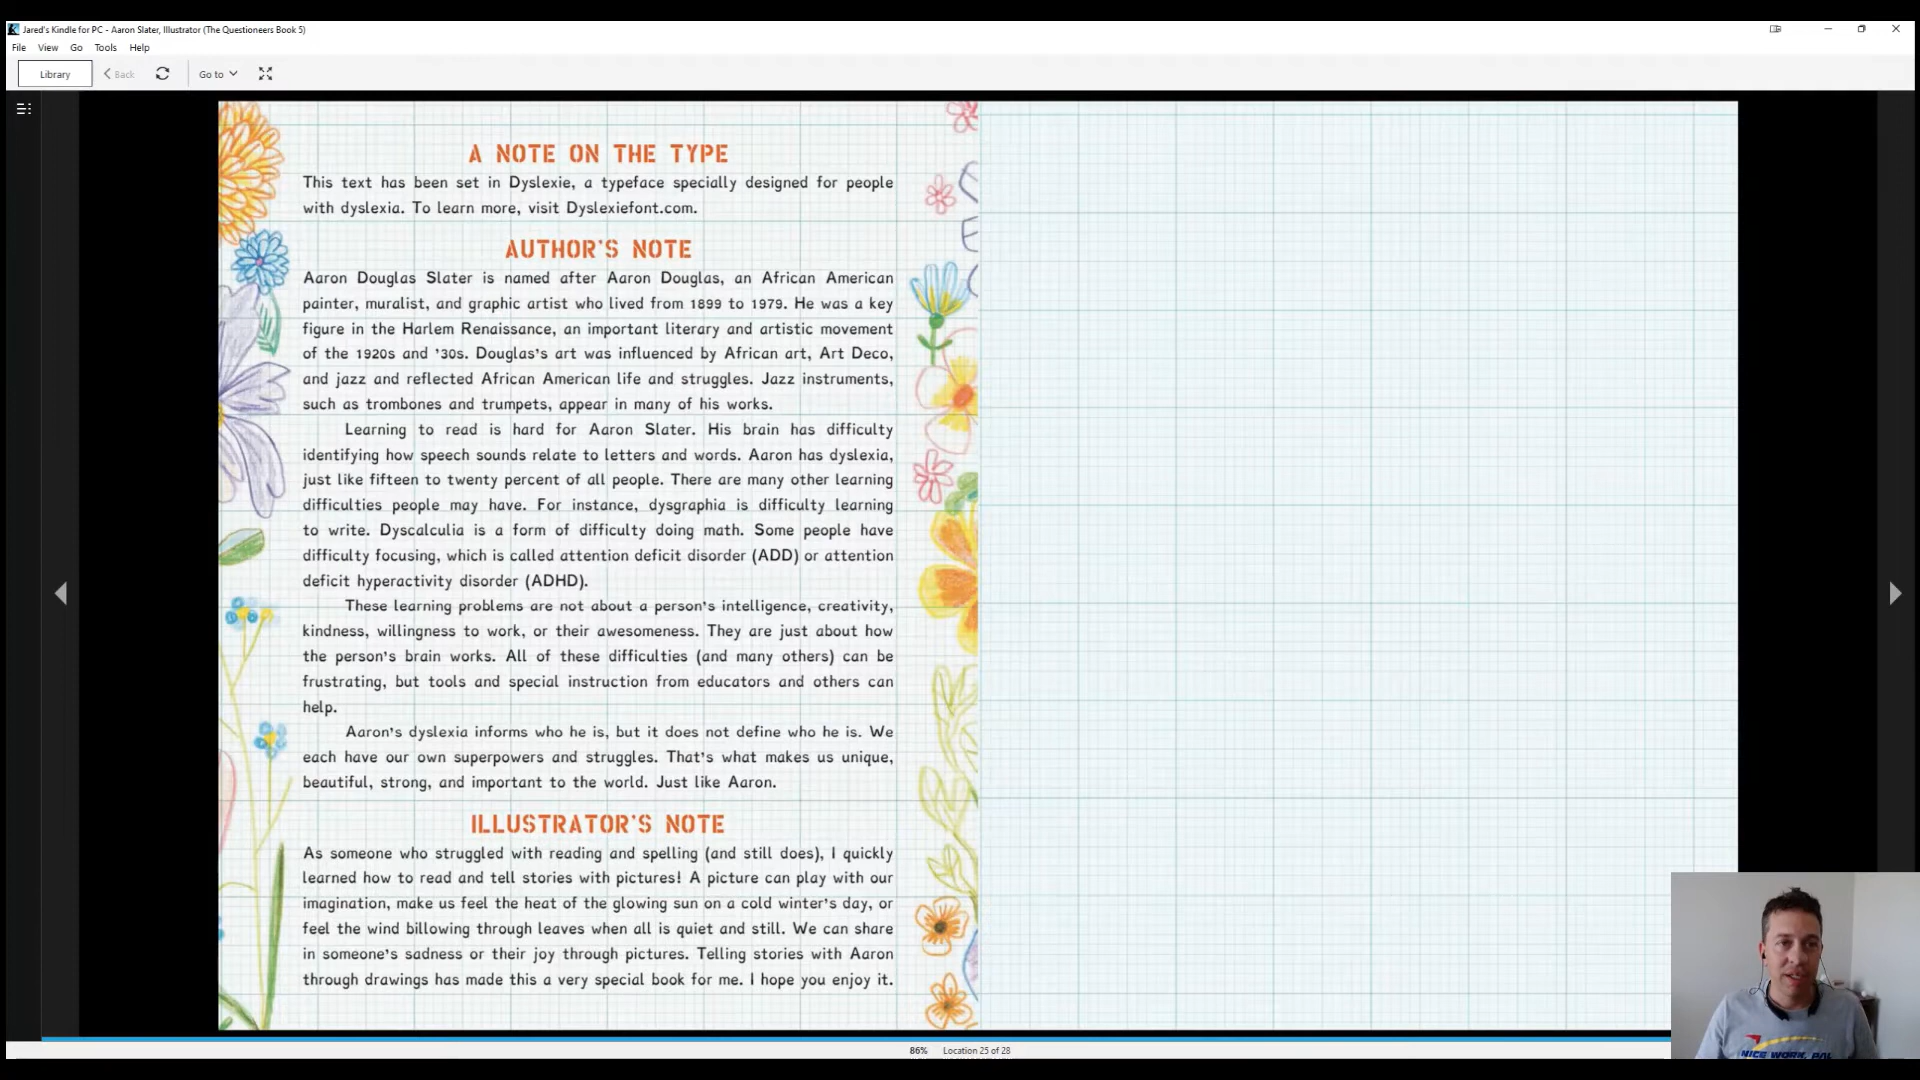 Jared's Kindle for PC - Aaron Slater, Illustrator (The Questioneers Book 5)
File View Go Tools Help
Library Back Go to
A NOTE ON THE TYPE
This text has been set in Dyslexie, a typeface specially designed for people
with dyslexia. To learn more, visit Dyslexiefont.com.
AUTHOR'S NOTE
Aaron Douglas Slater is named after Aaron Douglas, an African American
painter, muralist, and graphic artist who lived from 1899 to 1979. He was a key
figure in the Harlem Renaissance, an important literary and artistic movement
of the 1920s and '30s. Douglas's art was influenced by African art, Art Deco,
and jazz and reflected African American life and struggles. Jazz instruments,
such as trombones and trumpets, appear in many of his works.
Learning to read is hard for Aaron Slater. His brain has difficulty
identifying how speech sounds relate to letters and words. Aaron has dyslexia,
just like fifteen to twenty percent of all people. There are many other learning
difficulties people may have. For instance, dysgraphia is difficulty learning
to write. Dyscalculia is a form of difficulty doing math. Some people have
difficulty focusing, which is called attention deficit disorder (ADD) or attention
deficit hyperactivity disorder (ADHD).
These learning problems are not about a person's intelligence, creativity,
kindness, willingness to work, or their awesomeness. They are just about how
the person's brain works. All of these difficulties (and many others) can be
frustrating, but tools and special instruction from educators and others can
help.
Aaron's dyslexia informs who he is, but it does not define who he is. We
each have our own superpowers and struggles. That's what makes us unique,
beautiful, strong, and important to the world. Just like Aaron.
ILLUSTRATOR'S NOTE
As someone who struggled with reading and spelling (and still does), I quickly
learned how to read and tell stories with pictures! A picture can play with our
imagination, make us feel the heat of the glowing sun on a cold winter's day, or
feel the wind billowing through leaves when all is quiet and still. We can share
in someone's sadness or their joy through pictures. Telling stories with Aaron
through drawings has made this a very special book for me. I hope you enjoy it.
NICE WORK, PAL
86% Location 25 of 28